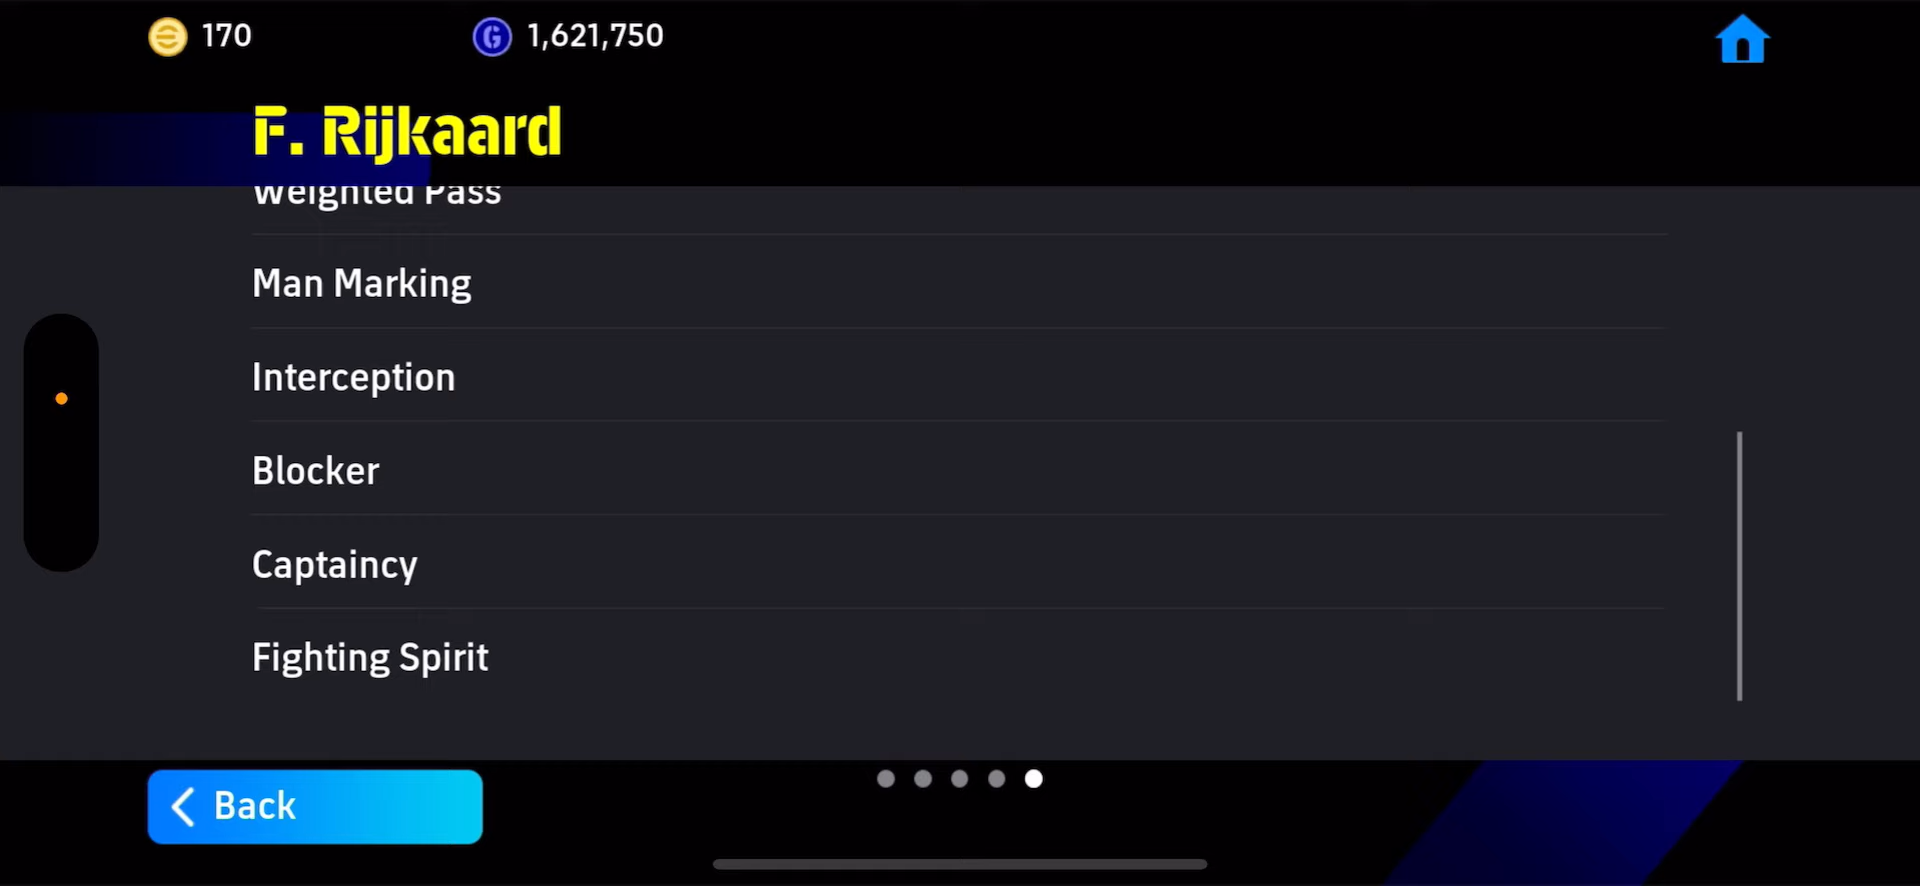 170
1,621,750
F. Rijkaard
Weighted Pass
Man Marking
Interception
Blocker
Captaincy
Fighting Spirit
Back